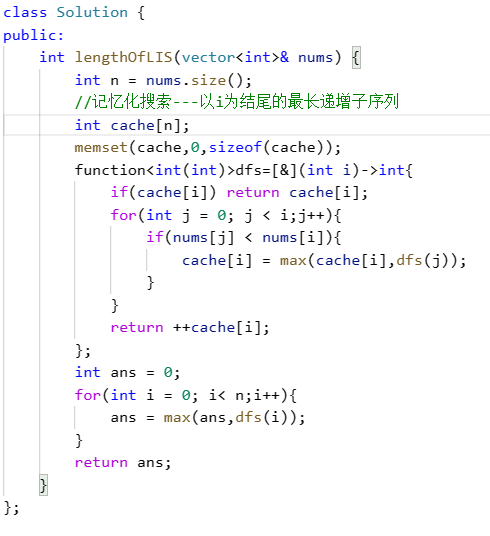 class Solution {
public:
    int lengthOfLIS(vector<int>& nums) {
        int n = nums.size();
        //记忆化搜索---以i为结尾的最长递增子序列
        int cache[n];
        memset(cache,0,sizeof(cache));
        function<int(int)>dfs=[&](int i)->int{
            if(cache[i]) return cache[i];
            for(int j = 0; j < i;j++){
                if(nums[j] < nums[i]){
                    cache[i] = max(cache[i],dfs(j));
                }
            }
            return ++cache[i];
        };
        int ans = 0;
        for(int i = 0; i< n;i++){
            ans = max(ans,dfs(i));
        }
        return ans;
    }
};